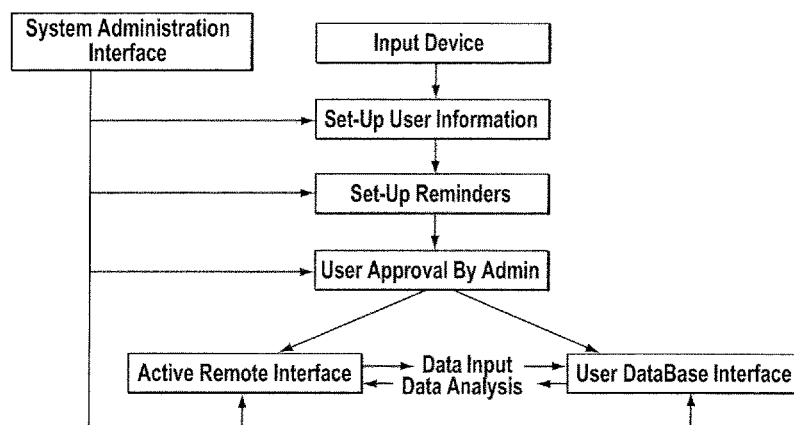 System Administration
Interface
Input Device
Set-Up User Information
Set-Up Reminders
User Approval By Admin
Active Remote Interface
Data Input
Data Analysis
User DataBase Interface